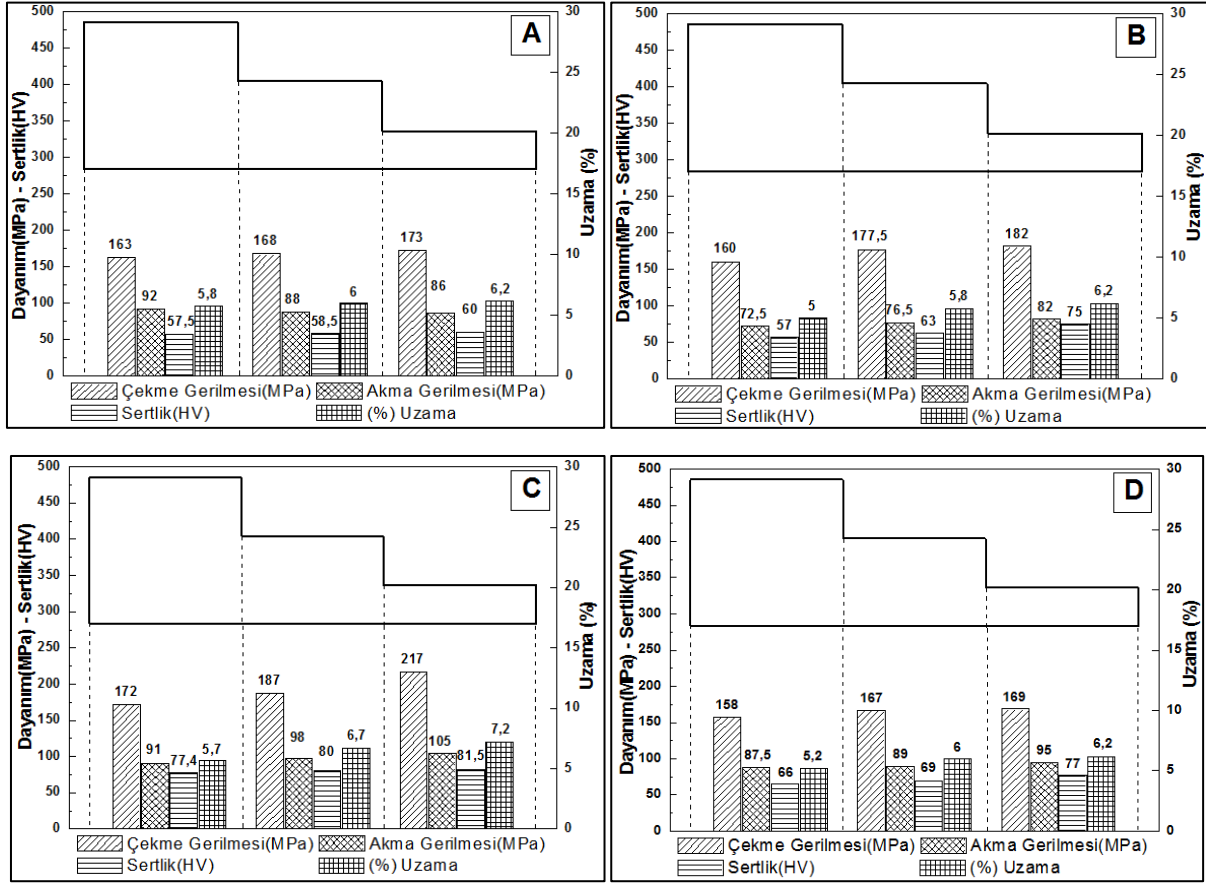 A
Dayanım(MPa) - Sertlik(HV)
500
450
400
350
300
250
200
150
100
50
0
30
25
20
15
10
5
0
Uzama (%)
163 92 57,5 5,8
168 88 58,5 6
173 86 60 6,2
Çekme Gerilmesi(MPa) Akma Gerilmesi(MPa)
Sertlik(HV) (%) Uzama
B
Dayanım(MPa) - Sertlik(HV)
500
450
400
350
300
250
200
150
100
50
0
30
25
20
15
10
5
0
Uzama (%)
160 72,5 57 5
177,5 76,5 63 5,8
182 82 75 6,2
Çekme Gerilmesi(MPa) Akma Gerilmesi(MPa)
Sertlik(HV) (%) Uzama
C
Dayanım(MPa) - Sertlik(HV)
500
450
400
350
300
250
200
150
100
50
0
30
25
20
15
10
5
0
Uzama (%)
172 91 77,4 5,7
187 98 80 6,7
217 105 81,5 7,2
Çekme Gerilmesi(MPa) Akma Gerilmesi(MPa)
Sertlik(HV) (%) Uzama
D
Dayanım(MPa) - Sertlik(HV)
500
450
400
350
300
250
200
150
100
50
0
30
25
20
15
10
5
0
Uzama (%)
158 87,5 66 5,2
167 89 69 6
169 95 77 6,2
Çekme Gerilmesi(MPa) Akma Gerilmesi(MPa)
Sertlik(HV) (%) Uzama